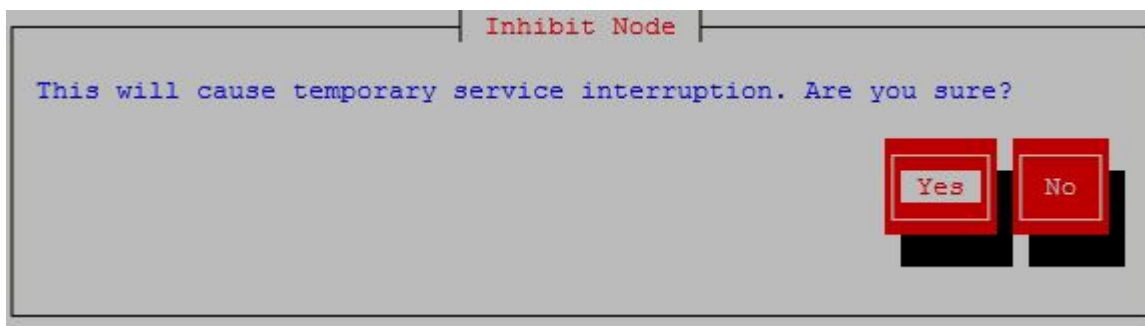 Inhibit Node
This will cause temporary service interruption. Are you sure?
Yes No